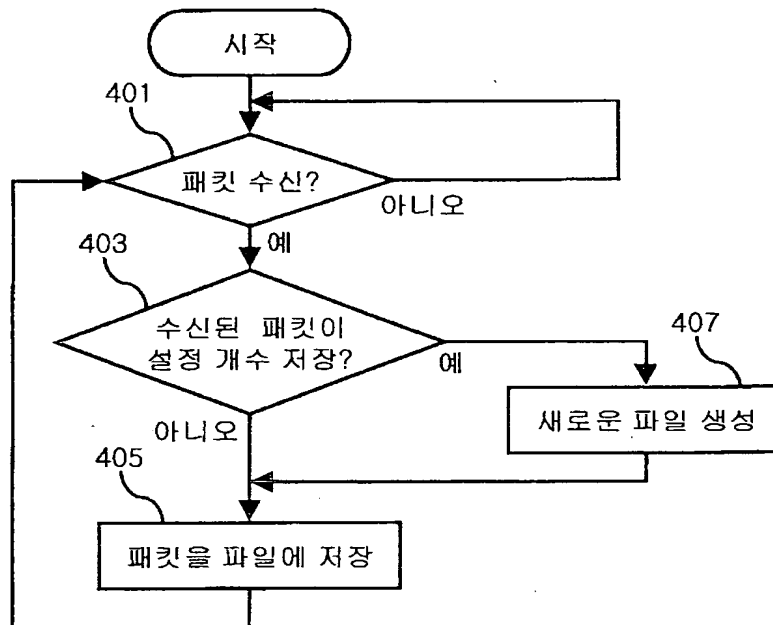 시작
401
패킷 수신?
아니오
예
403
수신된 패킷이
설정 개수 저장?
예
407
새로운 파일 생성
아니오
405
패킷을 파일에 저장